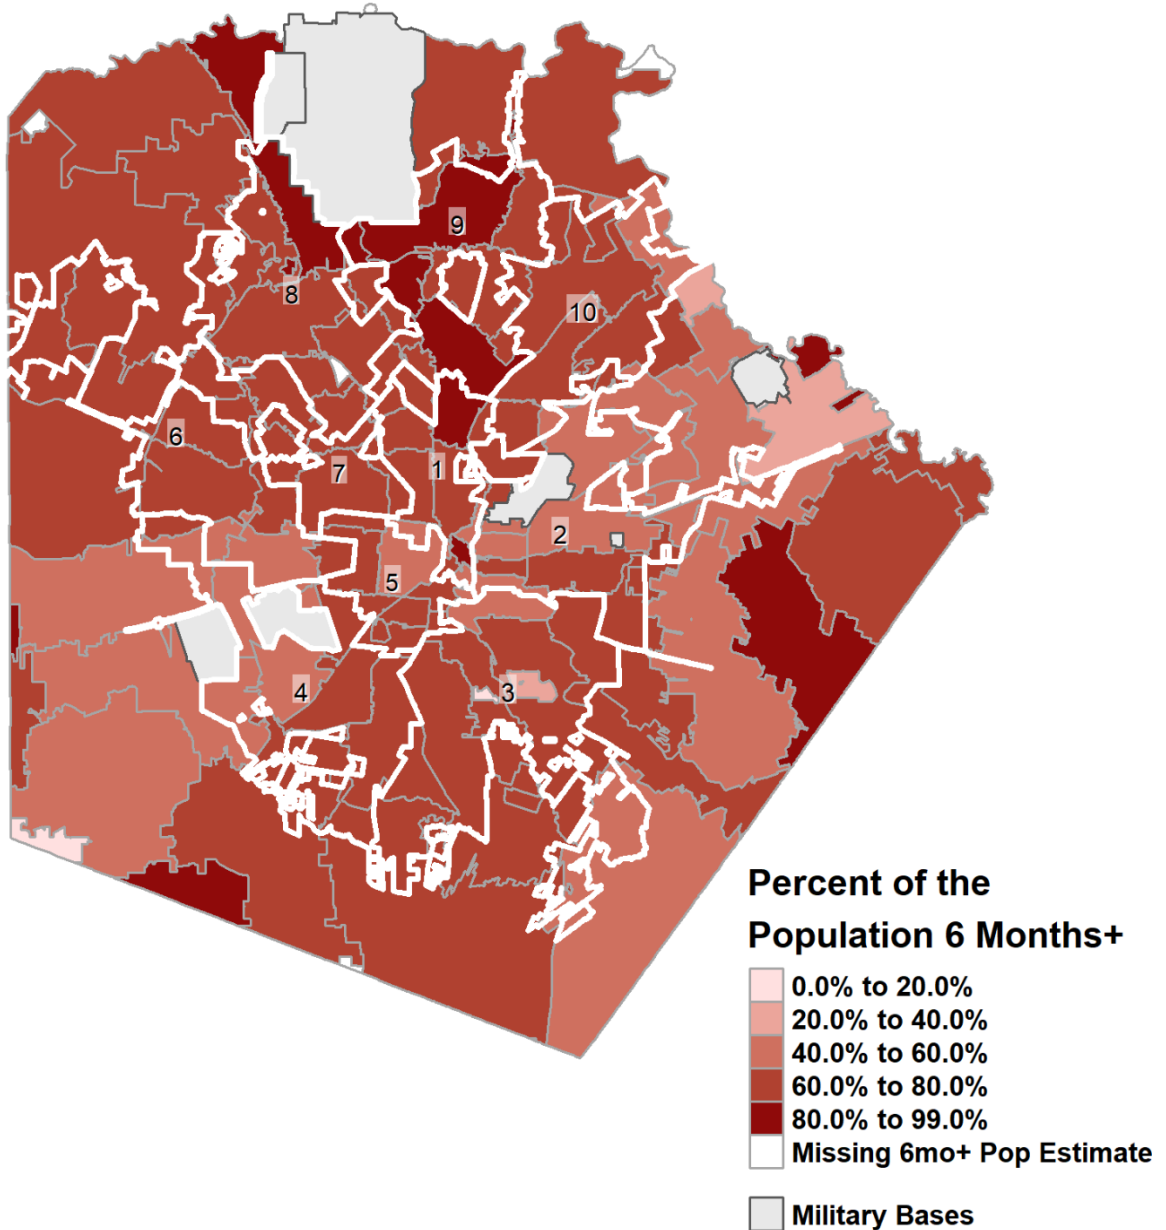 9
8
10
6
7
1
2
5
4
3
Percent of the
Population 6 Months+
0.0% to 20.0%
20.0% to 40.0%
40.0% to 60.0%
60.0% to 80.0%
80.0% to 99.0%
Missing 6mo+ Pop Estimate
Military Bases